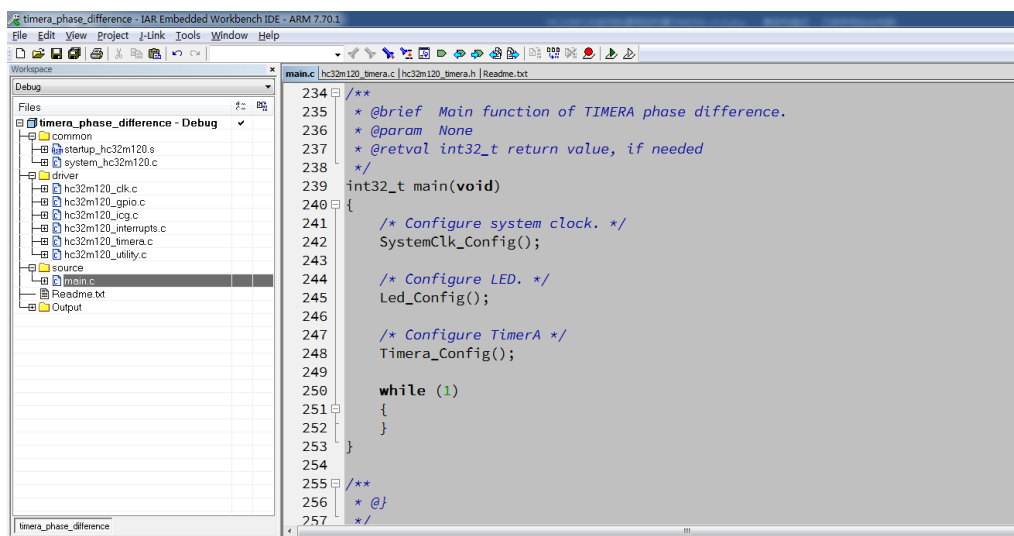 timera_phase_difference - IAR Embedded Workbench IDE - ARM 7.70.1
File Edit View Project J-Link Tools Window Help
Workspace
Debug
Files
timera_phase_difference - Debug
common
startup_hc32m120.s
system_hc32m120.c
driver
hc32m120_clk.c
hc32m120_gpio.c
hc32m120_icg.c
hc32m120_interrupts.c
hc32m120_timera.c
hc32m120_utility.c
source
main.c
Readme.txt
Output
timera_phase_difference
main.c | hc32m120_timera.c | hc32m120_timera.h | Readme.txt
234 /**
235 * @brief Main function of TIMERA phase difference.
236 * @param None
237 * @retval int32_t return value, if needed
238 */
239 int32_t main(void)
240 {
241 /* Configure system clock. */
242 SystemClk_Config();
243
244 /* Configure LED. */
245 Led_Config();
246
247 /* Configure TimerA */
248 Timera_Config();
249
250 while (1)
251 {
252 }
253 }
254
255 /**
256 * @}
257 */